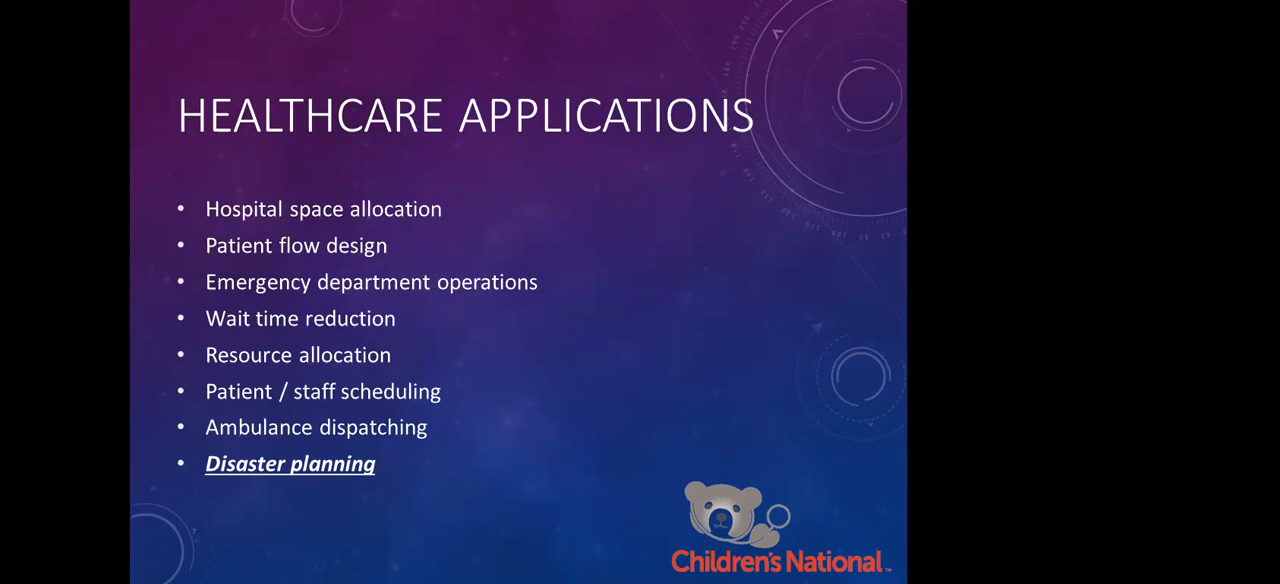 HEALTHCARE APPLICATIONS
• Hospital space allocation
• Patient flow design
• Emergency department operations
• Wait time reduction
• Resource allocation
• Patient / staff scheduling
• Ambulance dispatching
• Disaster planning
Children's National™